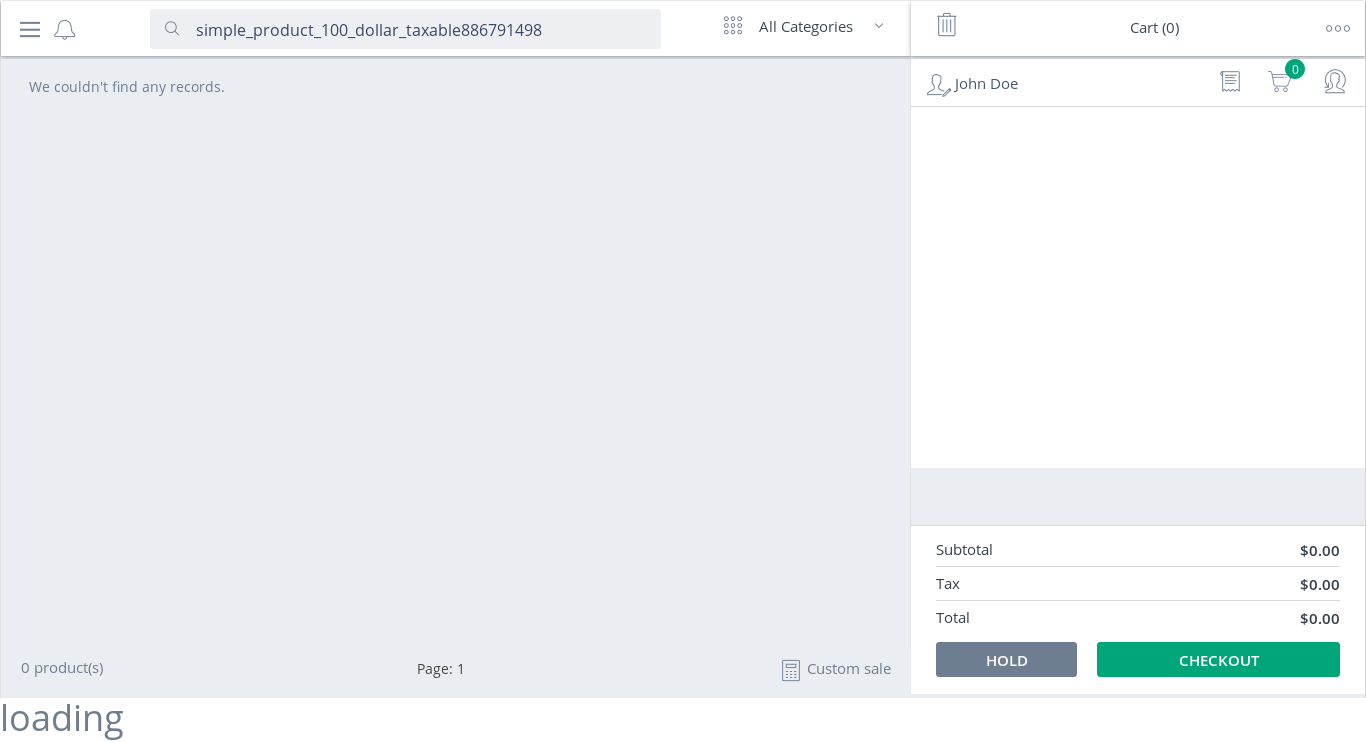 simple_product_100_dollar_taxable886791498
All Categories
Cart (0)
We couldn't find any records.
John Doe
0
Subtotal $0.00
Tax $0.00
Total $0.00
HOLD CHECKOUT
0 product(s) Page: 1 Custom sale
loading